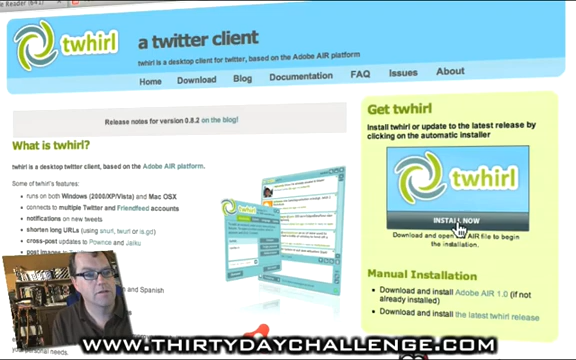 Reader (641)
twhirl
a twitter client
twhirl is a desktop client for twitter, based on the Adobe AIR platform
Home Download Blog Documentation FAQ Issues About
Release notes for version 0.8.2 on the blog!
What is twhirl?
twhirl is a desktop twitter client, based on the Adobe AIR platform.
Some of twhirl's features:
runs on both Windows (2000/XP/Vista) and Mac OSX
connects to multiple Twitter and Friendfeed accounts
notifications on new tweets
shorten long URLs (using snurl, twurl or is.gd)
cross-post updates to Pownce and Jaiku
post images to
and Spanish
your personal needs.
Get twhirl
Install twhirl or update to the latest release by
clicking on the automatic installer
twhirl
INSTALL NOW
Download and open AIR file to begin
the installation.
Manual Installation
Download and install Adobe AIR 1.0 (if not
already installed)
Download and install the latest twhirl release
WWW.THIRTYDAYCHALLENGE.COM